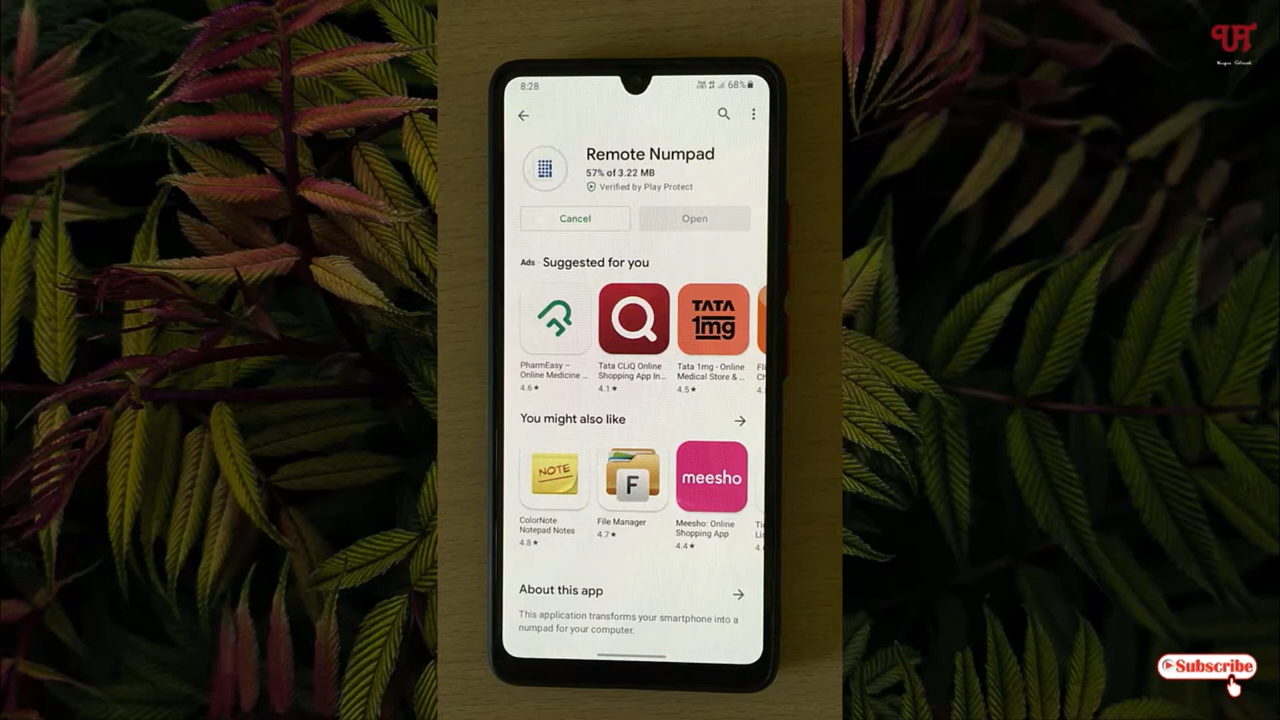 8:28
68%
Remote Numpad
57% of 3.22 MB
Verified by Play Protect
Cancel
Open
Ads · Suggested for you
TATA
1mg
PharmEasy –
Online Medicine ...
4.6★
Tata CLiQ Online
Shopping App In...
4.1★
Tata 1mg - Online
Medical Store & ...
4.5★
You might also like
NOTE
F
meesho
ColorNote
Notepad Notes
4.8★
File Manager
4.7★
Meesho: Online
Shopping App
4.4★
About this app
This application transforms your smartphone into a
numpad for your computer.
Subscribe